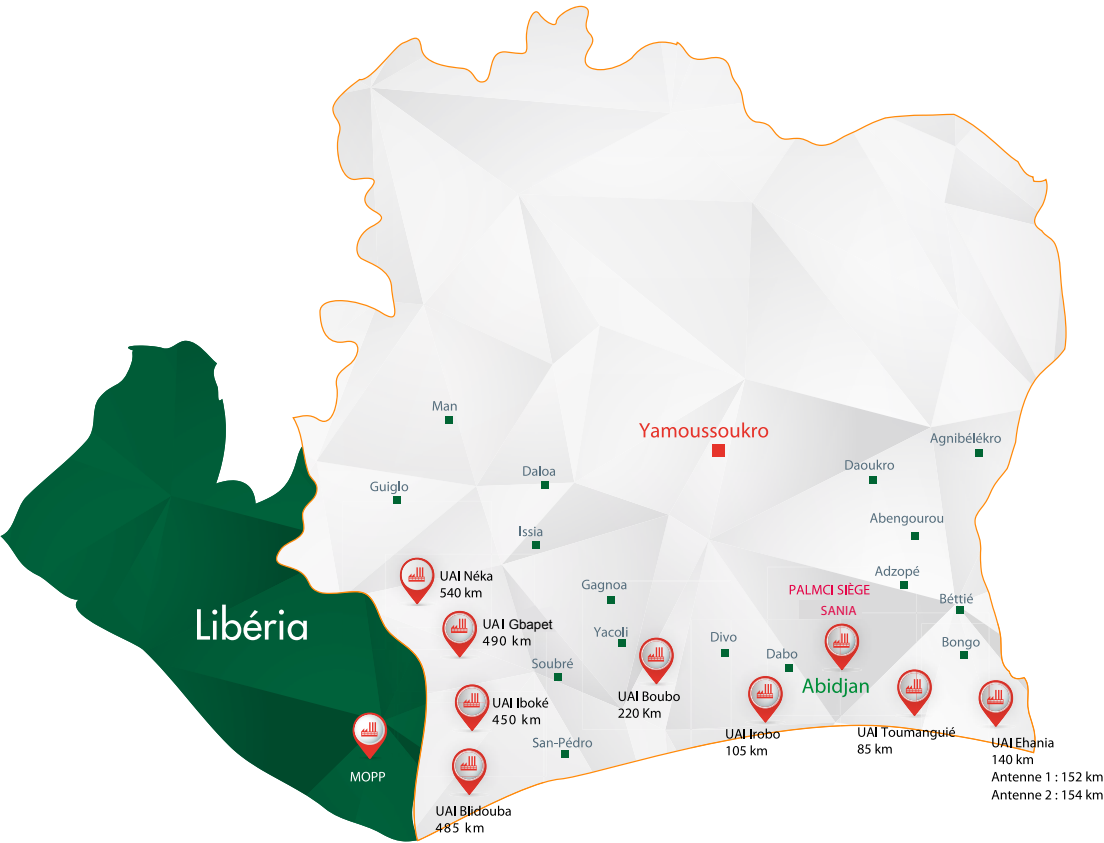 Man
Yamoussoukro
Agnibélékro
Daoukro
Daloa
Guiglo
Abengourou
Issia
Adzopé
UAI Néka
540 km
Gagnoa
PALMCI SIÈGE
SANIA
Béttié
Libéria
UAI Gbapet
490 km
Yacoli
Divo
Bongo
Dabo
Soubré
Abidjan
UAI Boubo
220 Km
UAI Iboké
450 km
San-Pédro
UAI Irobo
105 km
UAI Toumanguié
85 km
UAI Ehania
140 km
Antenne 1 : 152 km
Antenne 2 : 154 km
MOPP
UAI Blidouba
485 km